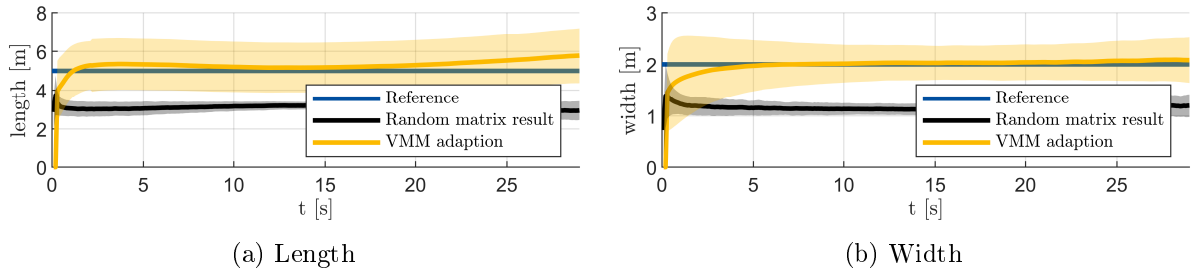 8
6
4
2
0
length [m]
0
5
10
15
20
25
t [s]
Reference
Random matrix result
VMM adaption
(a) Length
3
2
1
0
width [m]
0
5
10
15
20
25
t [s]
Reference
Random matrix result
VMM adaption
(b) Width